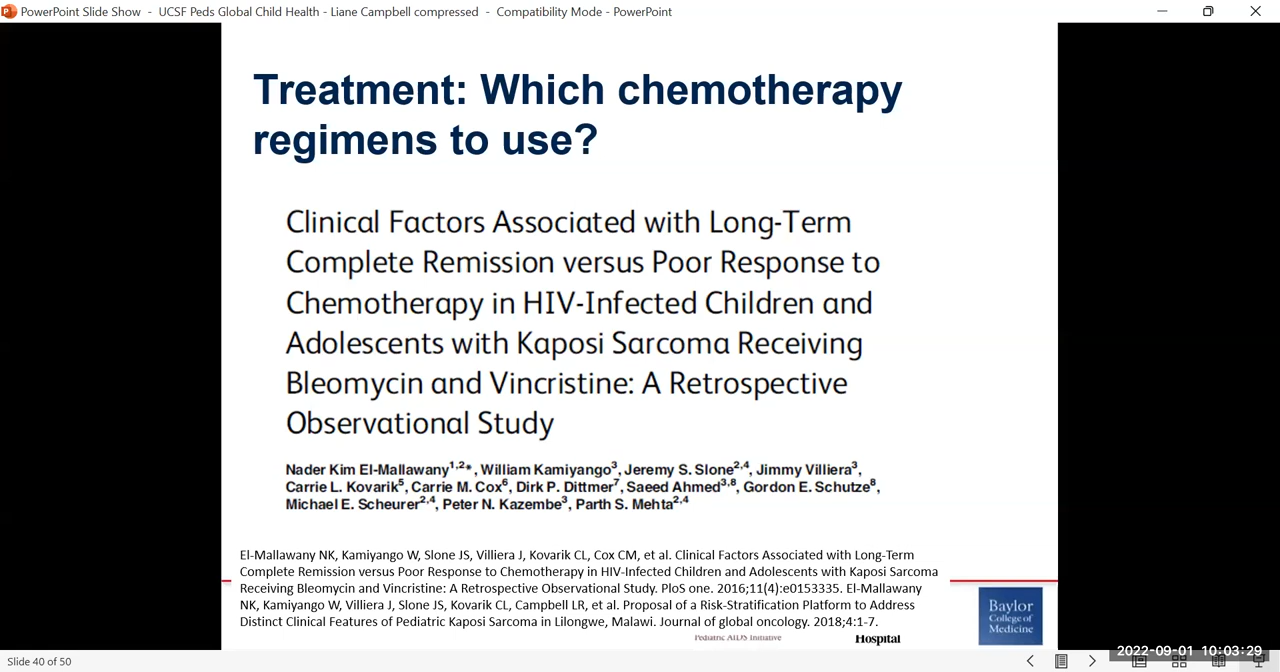 PowerPoint Slide Show - UCSF Peds Global Child Health - Liane Campbell compressed - Compatibility Mode - PowerPoint
Treatment: Which chemotherapy
regimens to use?
Clinical Factors Associated with Long-Term
Complete Remission versus Poor Response to
Chemotherapy in HIV-Infected Children and
Adolescents with Kaposi Sarcoma Receiving
Bleomycin and Vincristine: A Retrospective
Observational Study
Nader Kim El-Mallawany1,2*, William Kamiyango3, Jeremy S. Slone2,4, Jimmy Villiera3,
Carrie L. Kovarik5, Carrie M. Cox6, Dirk P. Dittmer7, Saeed Ahmed3,8, Gordon E. Schutze8,
Michael E. Scheurer2,4, Peter N. Kazembe3, Parth S. Mehta2,4
El-Mallawany NK, Kamiyango W, Slone JS, Villiera J, Kovarik CL, Cox CM, et al. Clinical Factors Associated with Long-Term
Complete Remission versus Poor Response to Chemotherapy in HIV-Infected Children and Adolescents with Kaposi Sarcoma
Receiving Bleomycin and Vincristine: A Retrospective Observational Study. PloS one. 2016;11(4):e0153335. El-Mallawany
NK, Kamiyango W, Villiera J, Slone JS, Kovarik CL, Campbell LR, et al. Proposal of a Risk-Stratification Platform to Address
Distinct Clinical Features of Pediatric Kaposi Sarcoma in Lilongwe, Malawi. Journal of global oncology. 2018;4:1-7.
Pediatric AIDS Initiative
Hospital
Baylor
College of
Medicine
Slide 40 of 50
2022-09-01 10:03:29